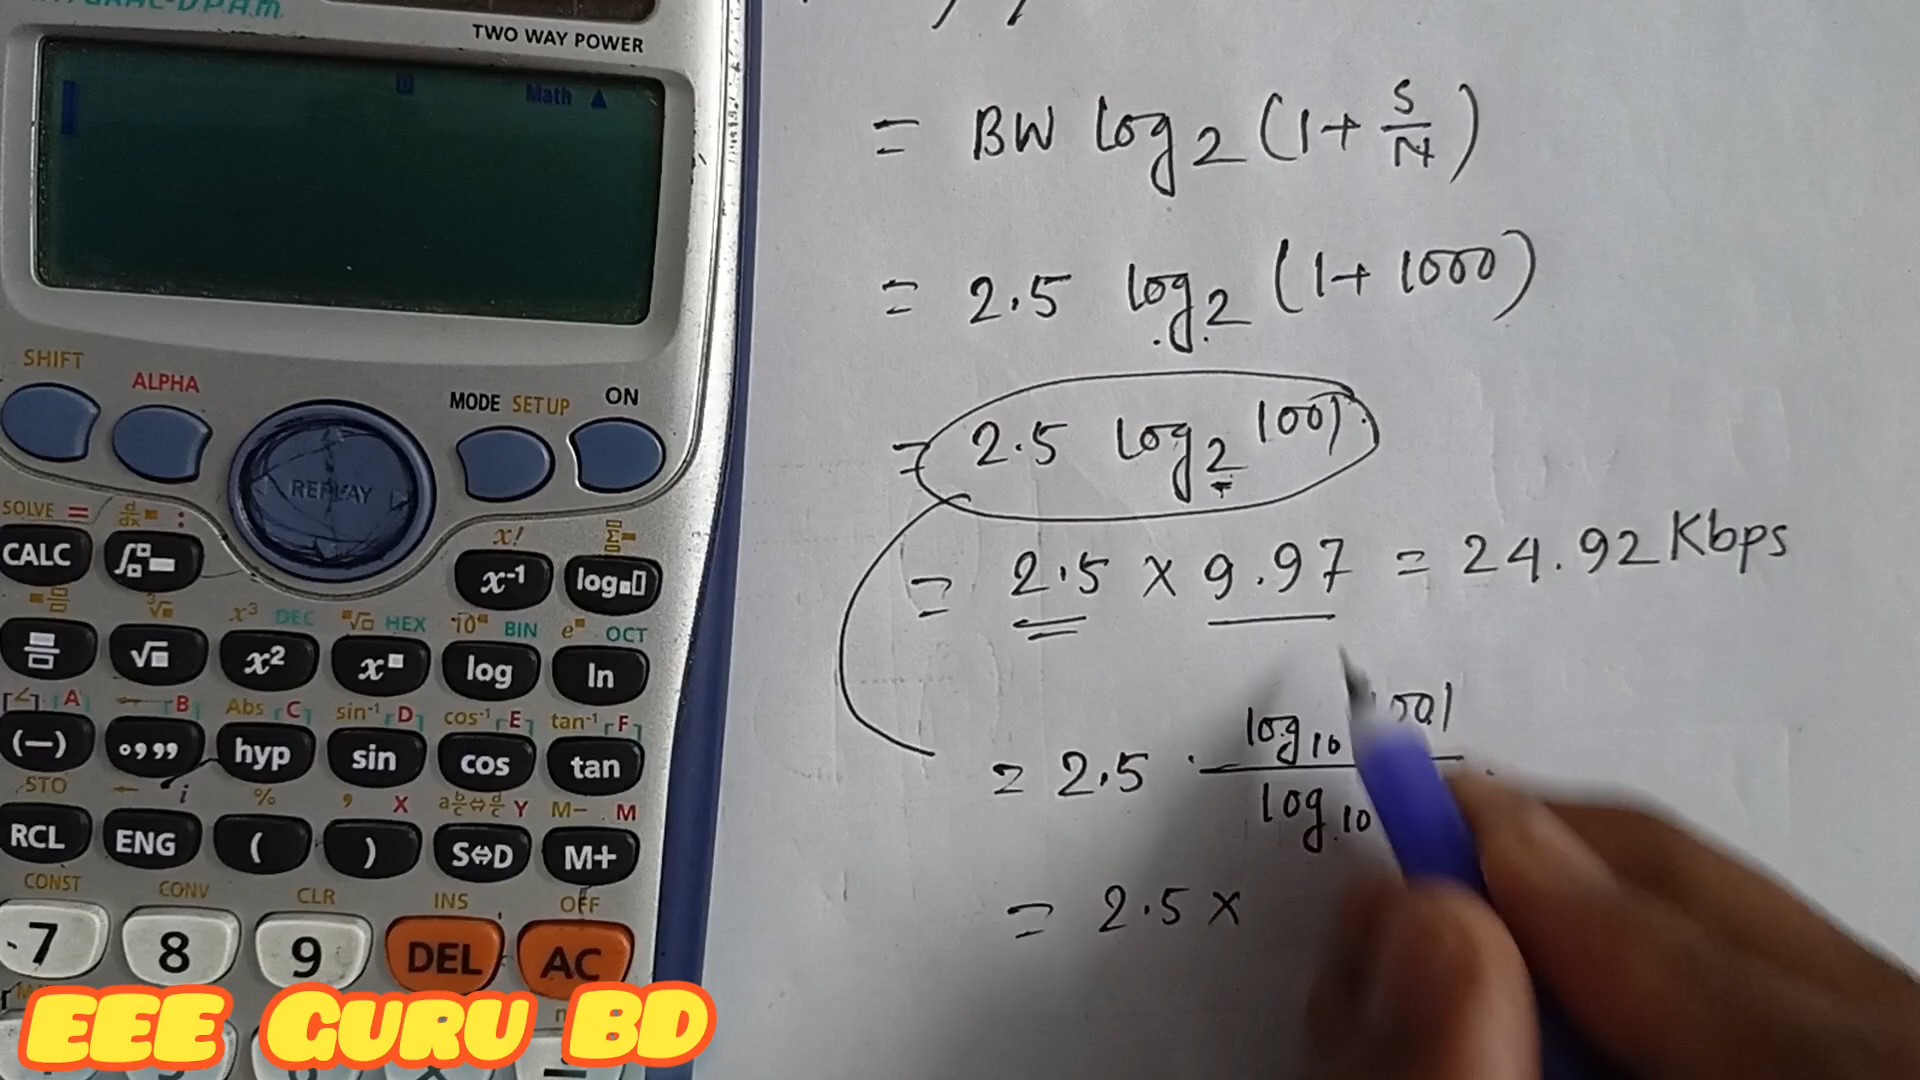 TWO WAY POWER
Math ▲
SHIFT
ALPHA
MODE SETUP
ON
REPLAY
SOLVE =
d/dx :
x!
Σ
CALC
x⁻¹
log
x³ DEC
HEX
10 BIN
e OCT
√
x²
x
log
ln
A
B
Abs C
sin⁻¹ D
cos⁻¹ E
tan⁻¹ F
(−)
hyp
sin
cos
tan
STO
i
%
, X
Y
M− M
RCL
ENG
(
)
S⇔D
M+
CONST
CONV
CLR
INS
OFF
7
8
9
DEL
AC
= BW log₂ (1 + S/N)
= 2.5 log₂ (1 + 1000)
= 2.5 log₂ 1001
= 2.5 × 9.97 = 24.92 Kbps
= 2.5 · log₁₀ / log₁₀
= 2.5 ×
EEE GURU BD